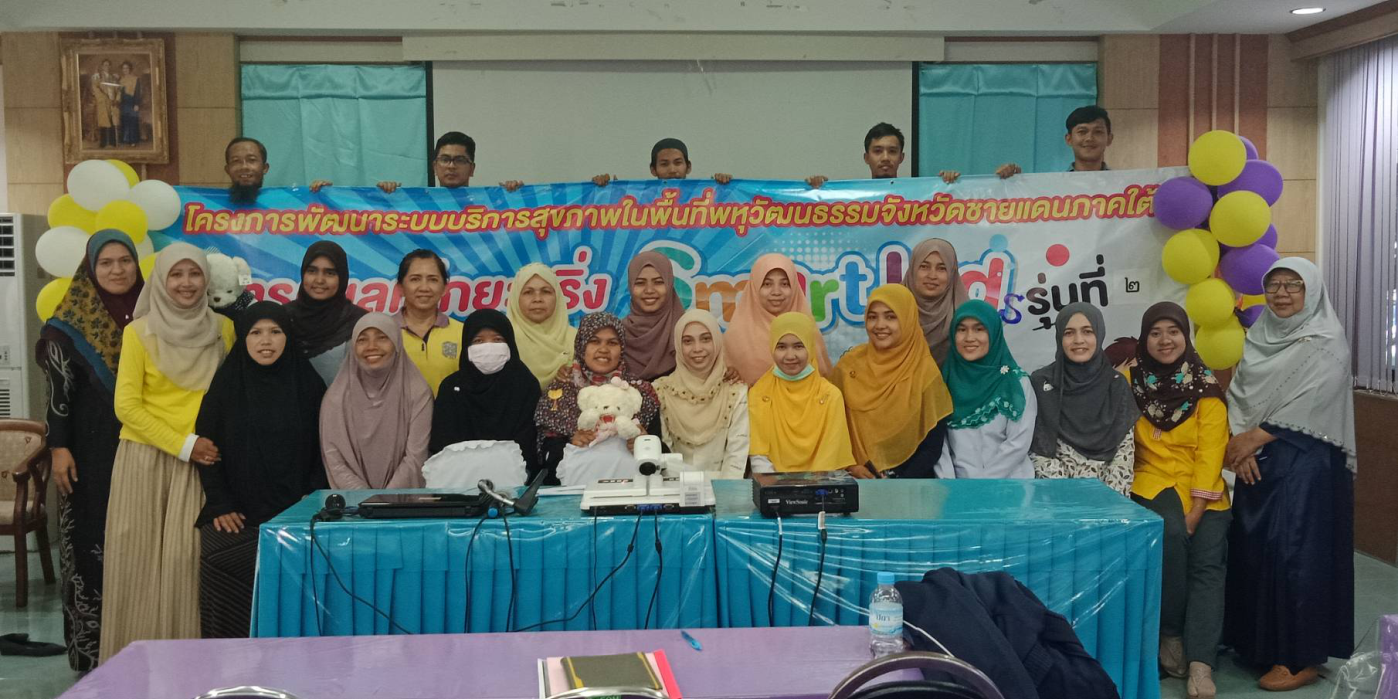 โครงการพัฒนาระบบบริการสุขภาพในพื้นที่พหุวัฒนธรรมจังหวัดชายแดนภาคใต้
Smart Kids รุ่นที่ ๒
ViewSonic